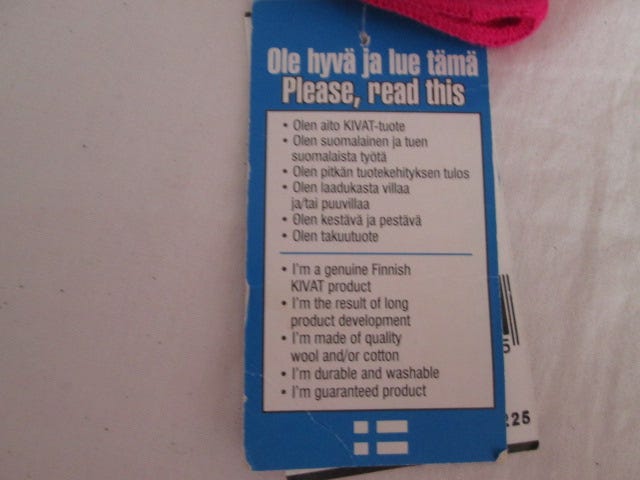 Ole hyvä ja lue tämä
Please, read this
• Olen aito KIVAT-tuote
• Olen suomalainen ja tuen
suomalaista työtä
• Olen pitkän tuotekehityksen tulos
• Olen laadukasta villaa
ja/tai puuvillaa
• Olen kestävä ja pestävä
• Olen takuutuote
• I'm a genuine Finnish
KIVAT product
• I'm the result of long
product development
• I'm made of quality
wool and/or cotton
• I'm durable and washable
• I'm guaranteed product
5
225